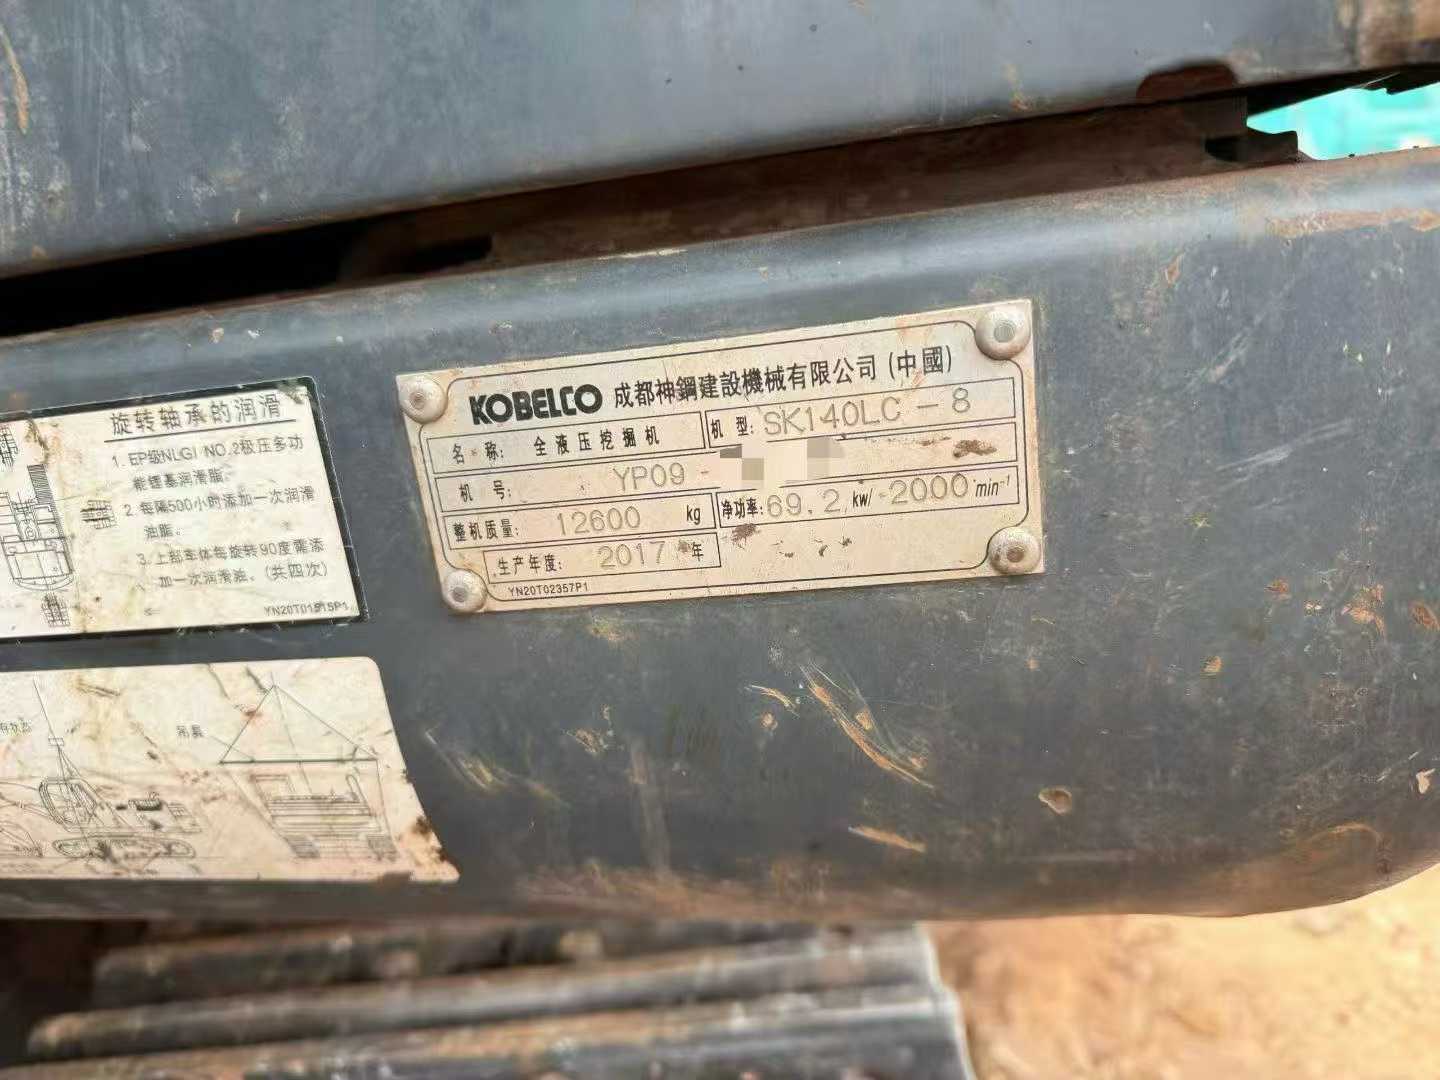 KOBELCO 成都神鋼建設機械有限公司 (中國)
名 称: 全液压挖掘机 机 型: SK140LC - 8
机 号: YP09 -
整机质量: 12600 kg 净功率: 69.2 kw/ 2000 min⁻¹
生产年度: 2017 年
YN20T02357P1
旋转轴承的润滑
1. EP级NLGI NO.2极压多功
能锂基润滑脂。
2. 每隔500小时添加一次润滑
油脂。
3. 上部车体每旋转90度需添
加一次润滑油。(共四次)
YN20T01515P1
吊具